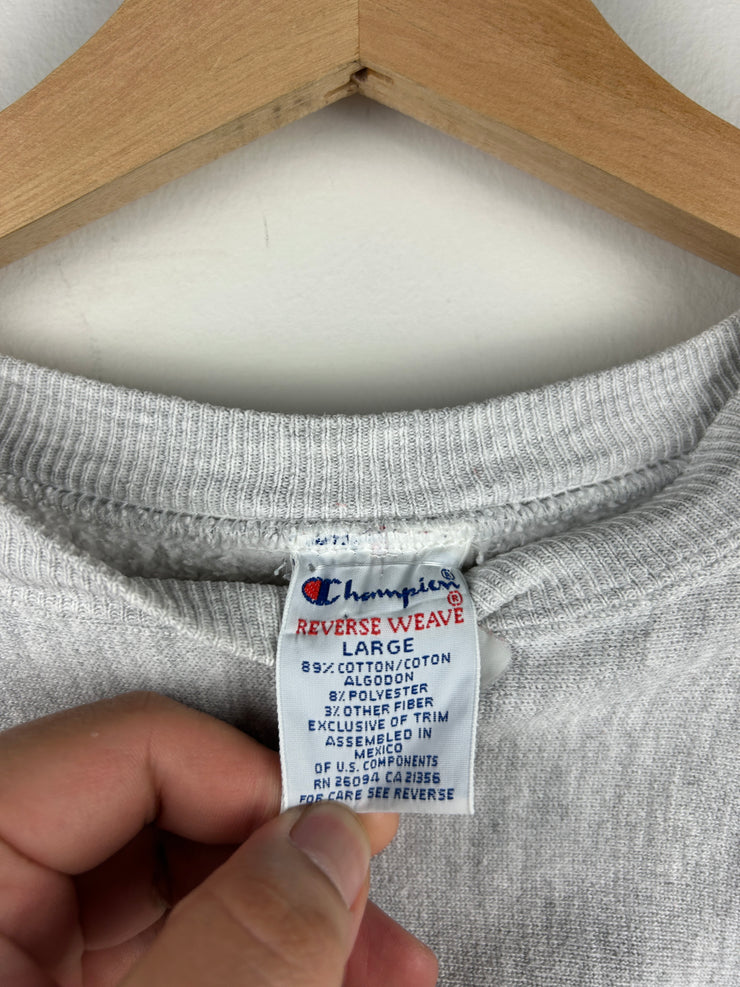 Champion®
REVERSE WEAVE®
LARGE
89% COTTON/COTON
ALGODON
8% POLYESTER
3% OTHER FIBER
EXCLUSIVE OF TRIM
ASSEMBLED IN
MEXICO
OF U.S. COMPONENTS
RN 26094 CA 21356
FOR CARE SEE REVERSE